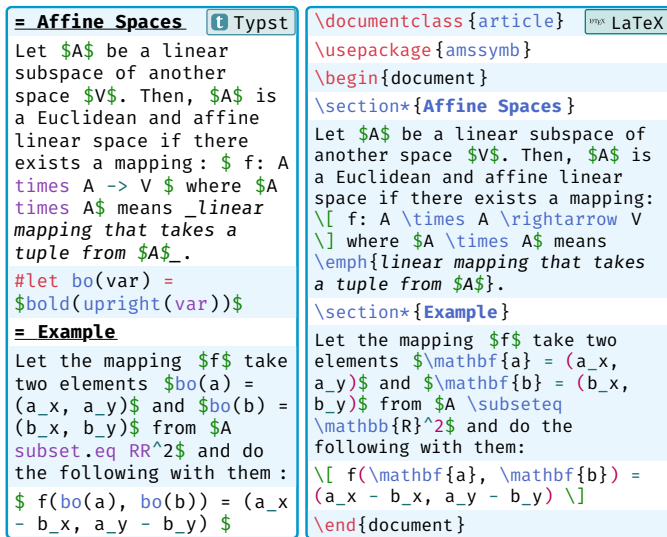 = Affine Spaces
Typst
Let $A$ be a linear
subspace of another
space $V$. Then, $A$ is
a Euclidean and affine
linear space if there
exists a mapping: $ f: A
times A -> V $ where $A
times A$ means _linear
mapping that takes a
tuple from $A$_.
#let bo(var) =
$bold(upright(var))$
= Example
Let the mapping $f$ take
two elements $bo(a) =
(a_x, a_y)$ and $bo(b) =
(b_x, b_y)$ from $A
subset.eq RR^2$ and do
the following with them:
$ f(bo(a), bo(b)) = (a_x
- b_x, a_y - b_y) $
\documentclass{article}
LaTeX
\usepackage{amssymb}
\begin{document}
\section*{Affine Spaces}
Let $A$ be a linear subspace of
another space $V$. Then, $A$ is
a Euclidean and affine linear
space if there exists a mapping:
\[ f: A \times A \rightarrow V
\] where $A \times A$ means
\emph{linear mapping that takes
a tuple from $A$}.
\section*{Example}
Let the mapping $f$ take two
elements $\mathbf{a} = (a_x,
a_y)$ and $\mathbf{b} = (b_x,
b_y)$ from $A \subseteq
\mathbb{R}^2$ and do the
following with them:
\[ f(\mathbf{a}, \mathbf{b}) =
(a_x - b_x, a_y - b_y) \]
\end{document}